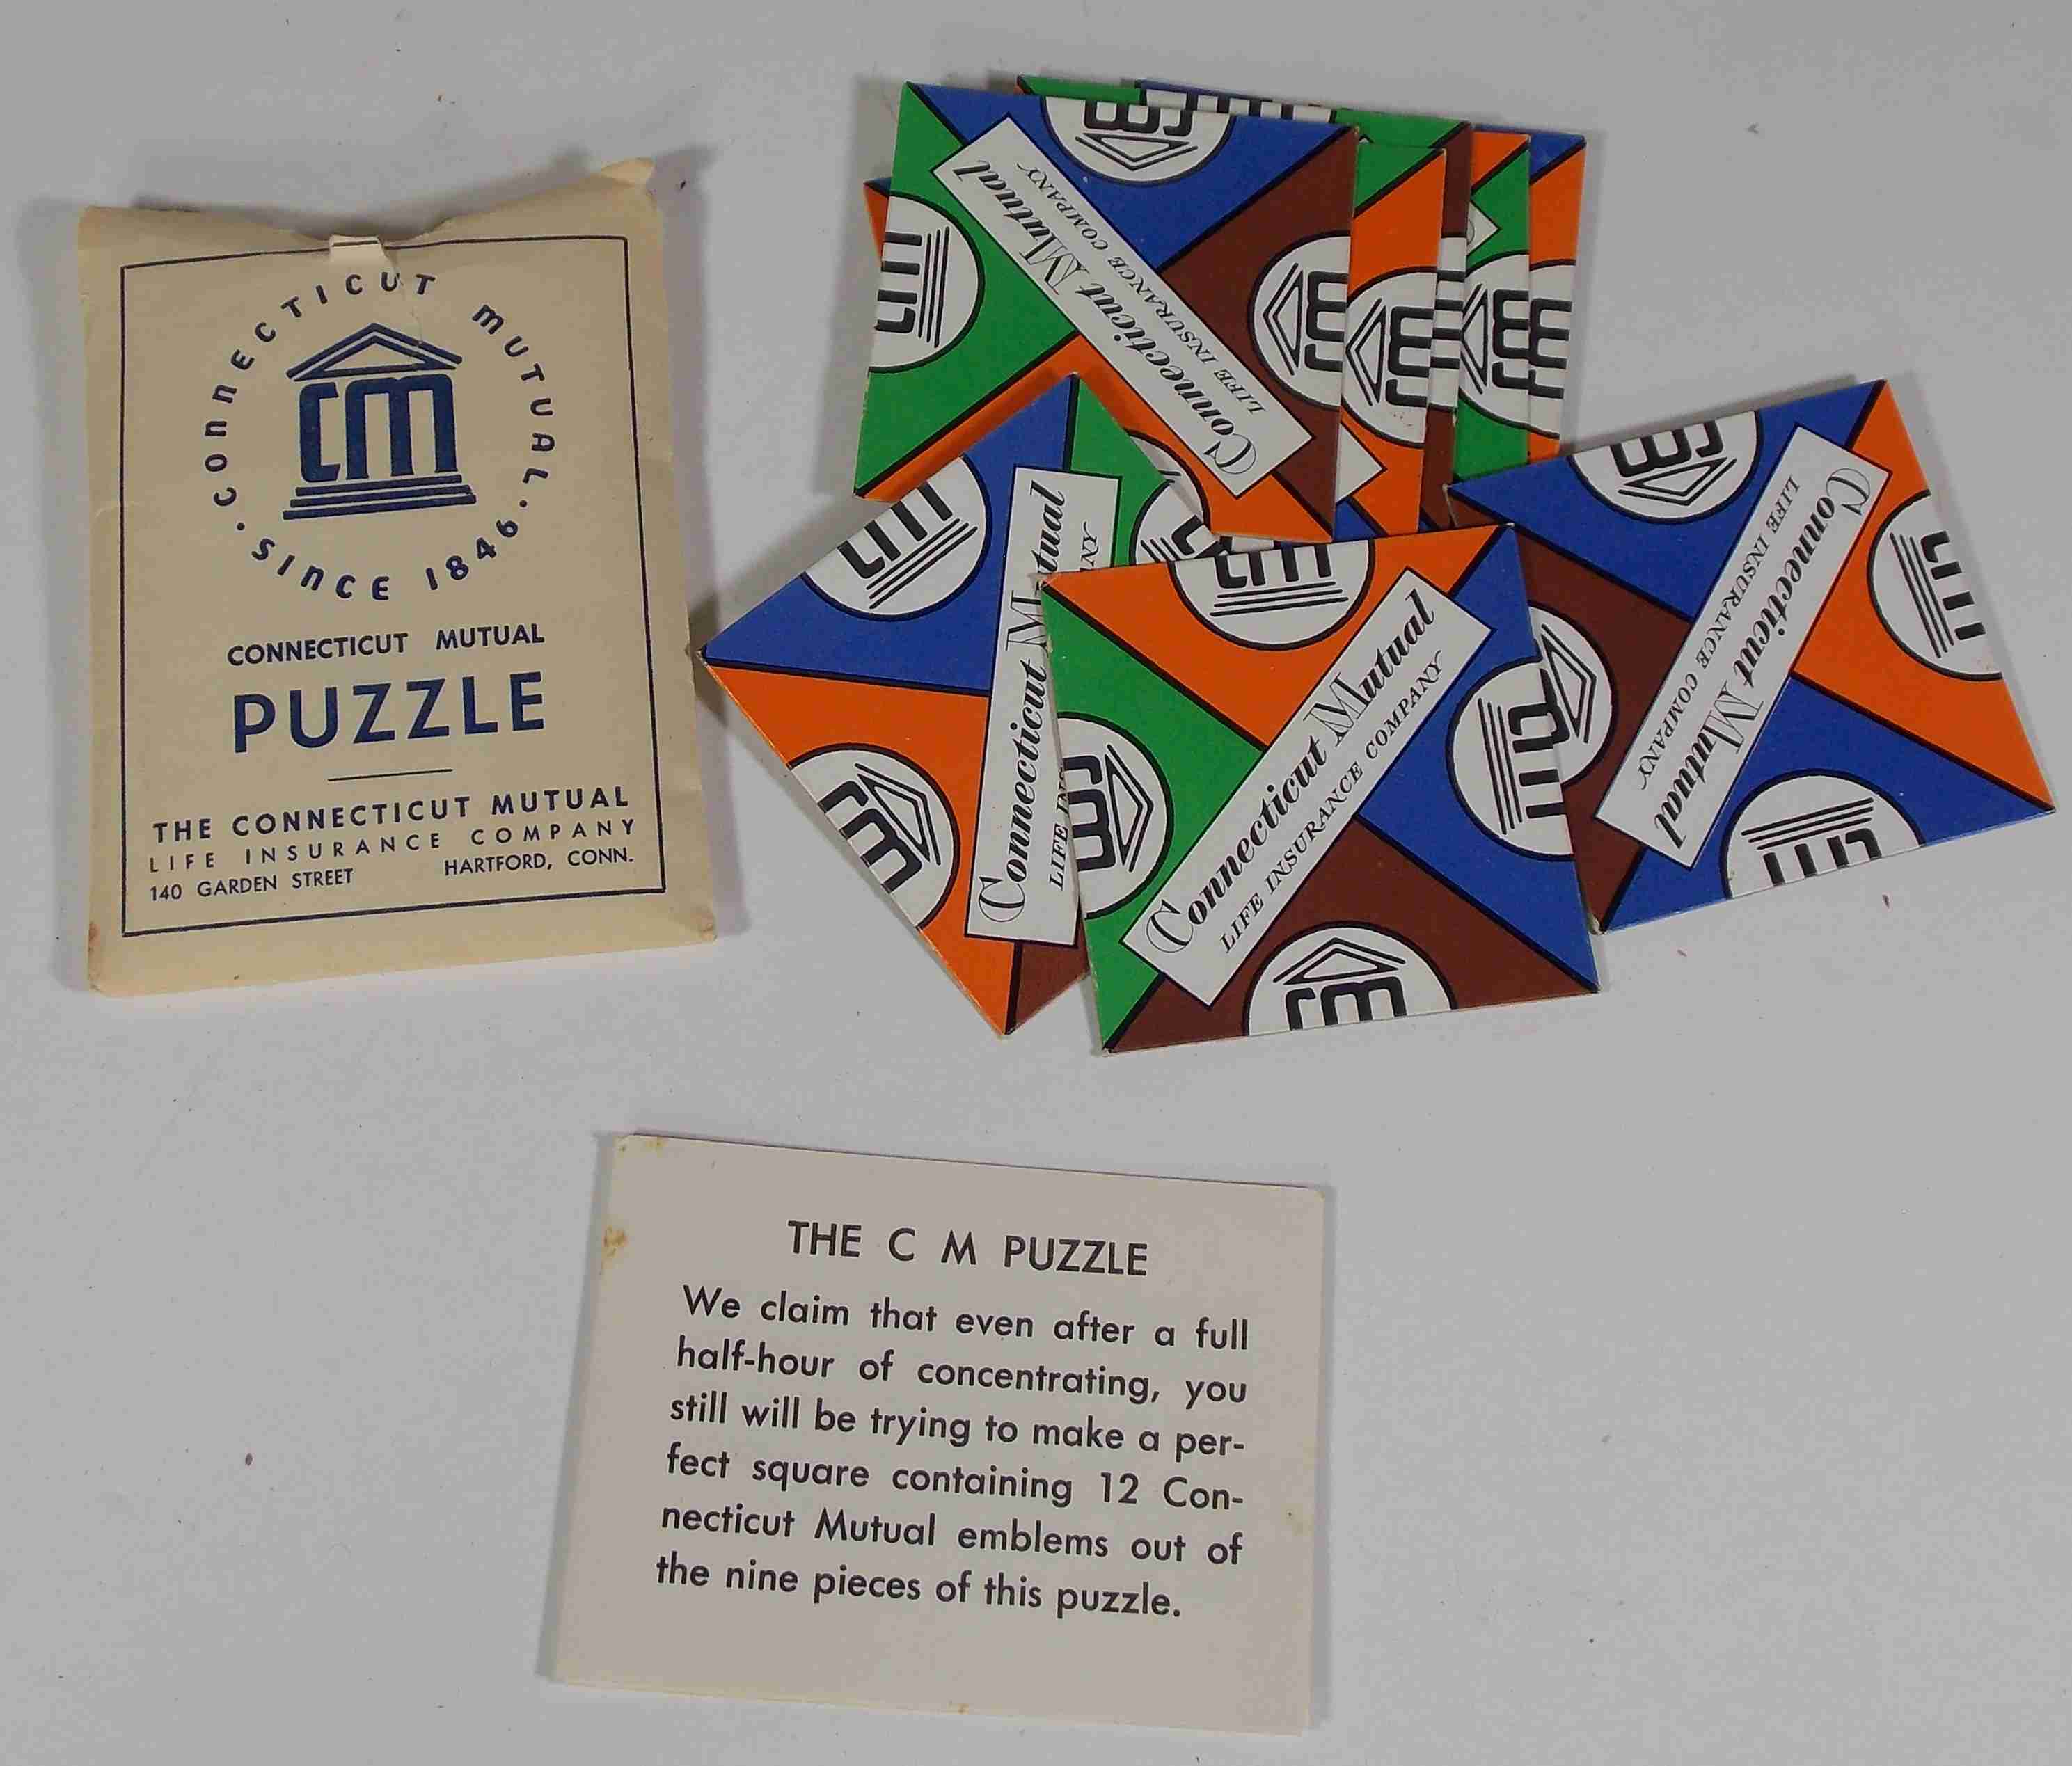 CONNECTICUT MUTUAL · SINCE 1846 ·
CM
CONNECTICUT MUTUAL
PUZZLE
THE CONNECTICUT MUTUAL
LIFE INSURANCE COMPANY
140 GARDEN STREET HARTFORD, CONN.
Connecticut Mutual
LIFE INSURANCE COMPANY
Connecticut Mutual
LIFE
Connecticut Mutual
LIFE INSURANCE COMPANY
Connecticut Mutual
LIFE INSURANCE COMPANY
THE C M PUZZLE
We claim that even after a full
half-hour of concentrating, you
still will be trying to make a per-
fect square containing 12 Con-
necticut Mutual emblems out of
the nine pieces of this puzzle.